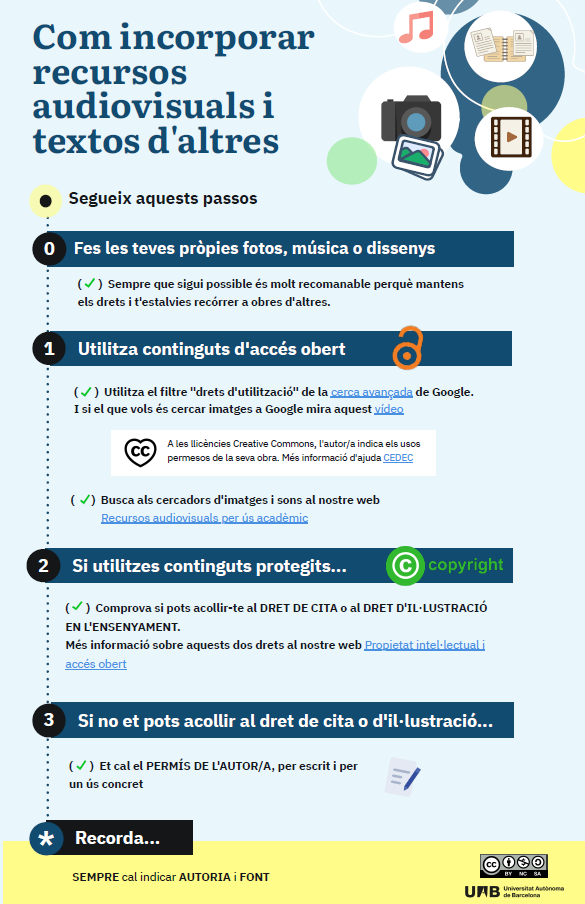 Com incorporar
recursos
audiovisuals i
textos d'altres
Segueix aquests passos
0 Fes les teves pròpies fotos, música o dissenys
(✓) Sempre que sigui possible és molt recomanable perquè mantens
els drets i t'estalvies recórrer a obres d'altres.
1 Utilitza continguts d'accés obert
(✓) Utilitza el filtre "drets d'utilització" de la cerca avançada de Google.
I si el que vols és cercar imatges a Google mira aquest vídeo
CC
A les llicències Creative Commons, l'autor/a indica els usos
permesos de la seva obra. Més informació d'ajuda CEDEC
(✓) Busca als cercadors d'imatges i sons al nostre web
Recursos audiovisuals per ús acadèmic
2 Si utilitzes continguts protegits...
© copyright
(✓) Comprova si pots acollir-te al DRET DE CITA o al DRET D'IL·LUSTRACIÓ
EN L'ENSENYAMENT.
Més informació sobre aquests dos drets al nostre web Propietat intel·lectual i
accés obert
3 Si no et pots acollir al dret de cita o d'il·lustració...
(✓) Et cal el PERMÍS DE L'AUTOR/A, per escrit i per
un ús concret
* Recorda...
SEMPRE cal indicar AUTORIA i FONT
CC
BY NC SA
UAB Universitat Autònoma
de Barcelona